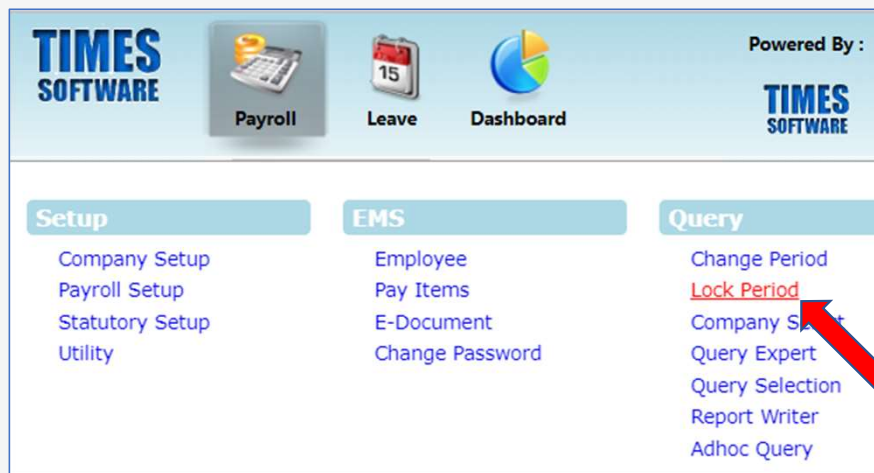 TIMES
SOFTWARE
15
Payroll
Leave
Dashboard
Powered By :
TIMES
SOFTWARE
Setup
Company Setup
Payroll Setup
Statutory Setup
Utility
EMS
Employee
Pay Items
E-Document
Change Password
Query
Change Period
Lock Period
Company
Query Expert
Query Selection
Report Writer
Adhoc Query